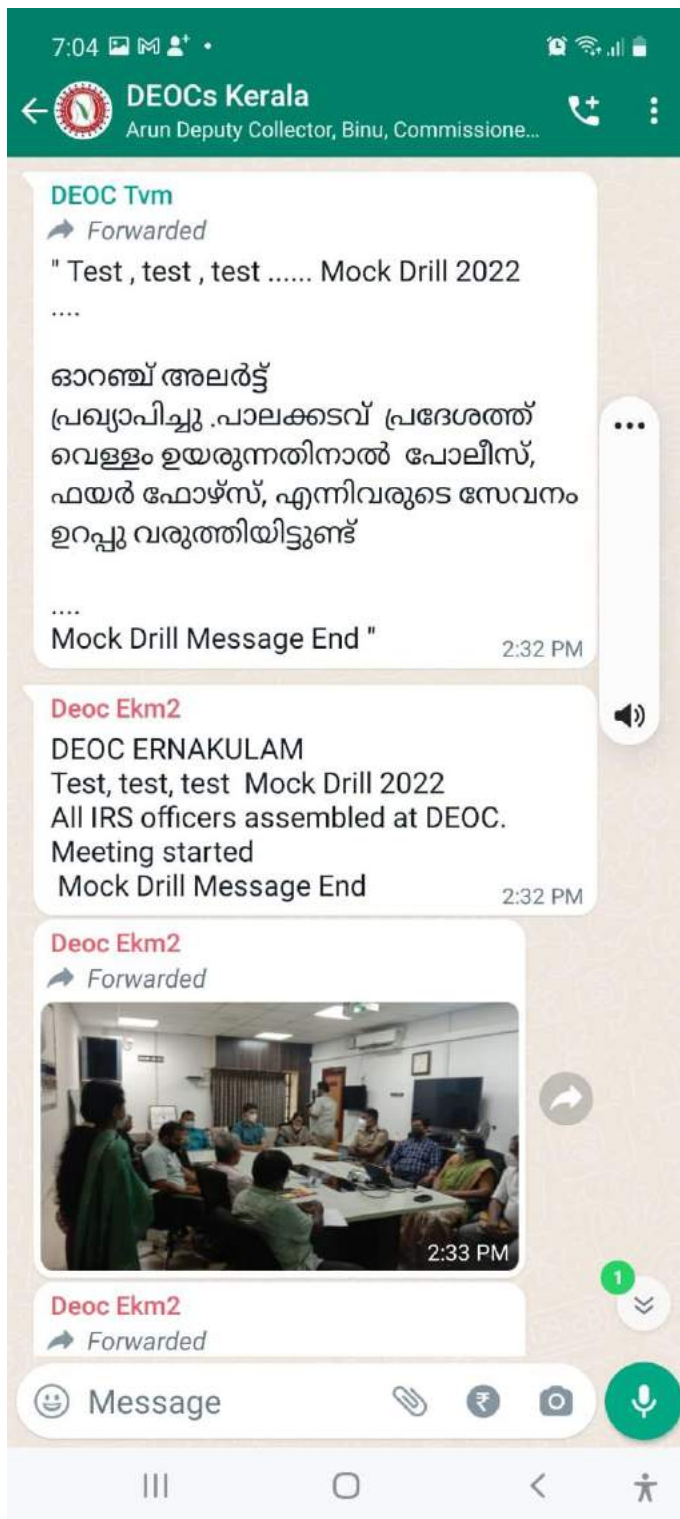 7:04
DEOCs Kerala
Arun Deputy Collector, Binu, Commissione...
DEOC Tvm
Forwarded
" Test , test , test ...... Mock Drill 2022
....
ഓറഞ്ച് അലർട്ട്
പ്രഖ്യാപിച്ചു .പാലക്കടവ് പ്രദേശത്ത്
വെള്ളം ഉയരുന്നതിനാൽ പോലീസ്,
ഫയർ ഫോഴ്സ്, എന്നിവരുടെ സേവനം
ഉറപ്പു വരുത്തിയിട്ടുണ്ട്
....
Mock Drill Message End "
2:32 PM
Deoc Ekm2
DEOC ERNAKULAM
Test, test, test Mock Drill 2022
All IRS officers assembled at DEOC.
Meeting started
Mock Drill Message End
2:32 PM
Deoc Ekm2
Forwarded
2:33 PM
1
Deoc Ekm2
Forwarded
Message
₹